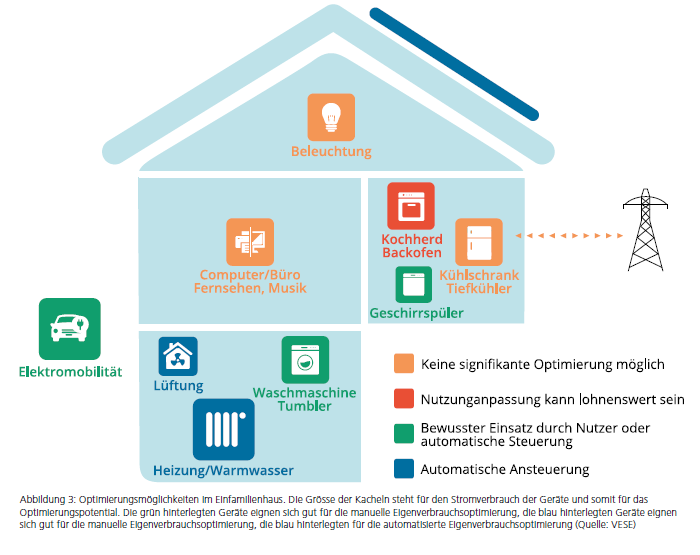 Beleuchtung
Computer/Büro
Fernsehen, Musik
Kochherd
Backofen
Kühlschrank
Tiefkühler
Geschirrspüler
Elektromobilität
Lüftung
Waschmaschine
Tumbler
Heizung/Warmwasser
Keine signifikante Optimierung möglich
Nutzunganpassung kann lohnenswert sein
Bewusster Einsatz durch Nutzer oder
automatische Steuerung
Automatische Ansteuerung
Abbildung 3: Optimierungsmöglichkeiten im Einfamilienhaus. Die Grösse der Kacheln steht für den Stromverbrauch der Geräte und somit für das
Optimierungspotential. Die grün hinterlegten Geräte eignen sich gut für die manuelle Eigenverbrauchsoptimierung, die blau hinterlegten Geräte eignen
sich gut für die manuelle Eigenverbrauchsoptimierung, die blau hinterlegten für die automatisierte Eigenverbrauchsoptimierung (Quelle: VESE)